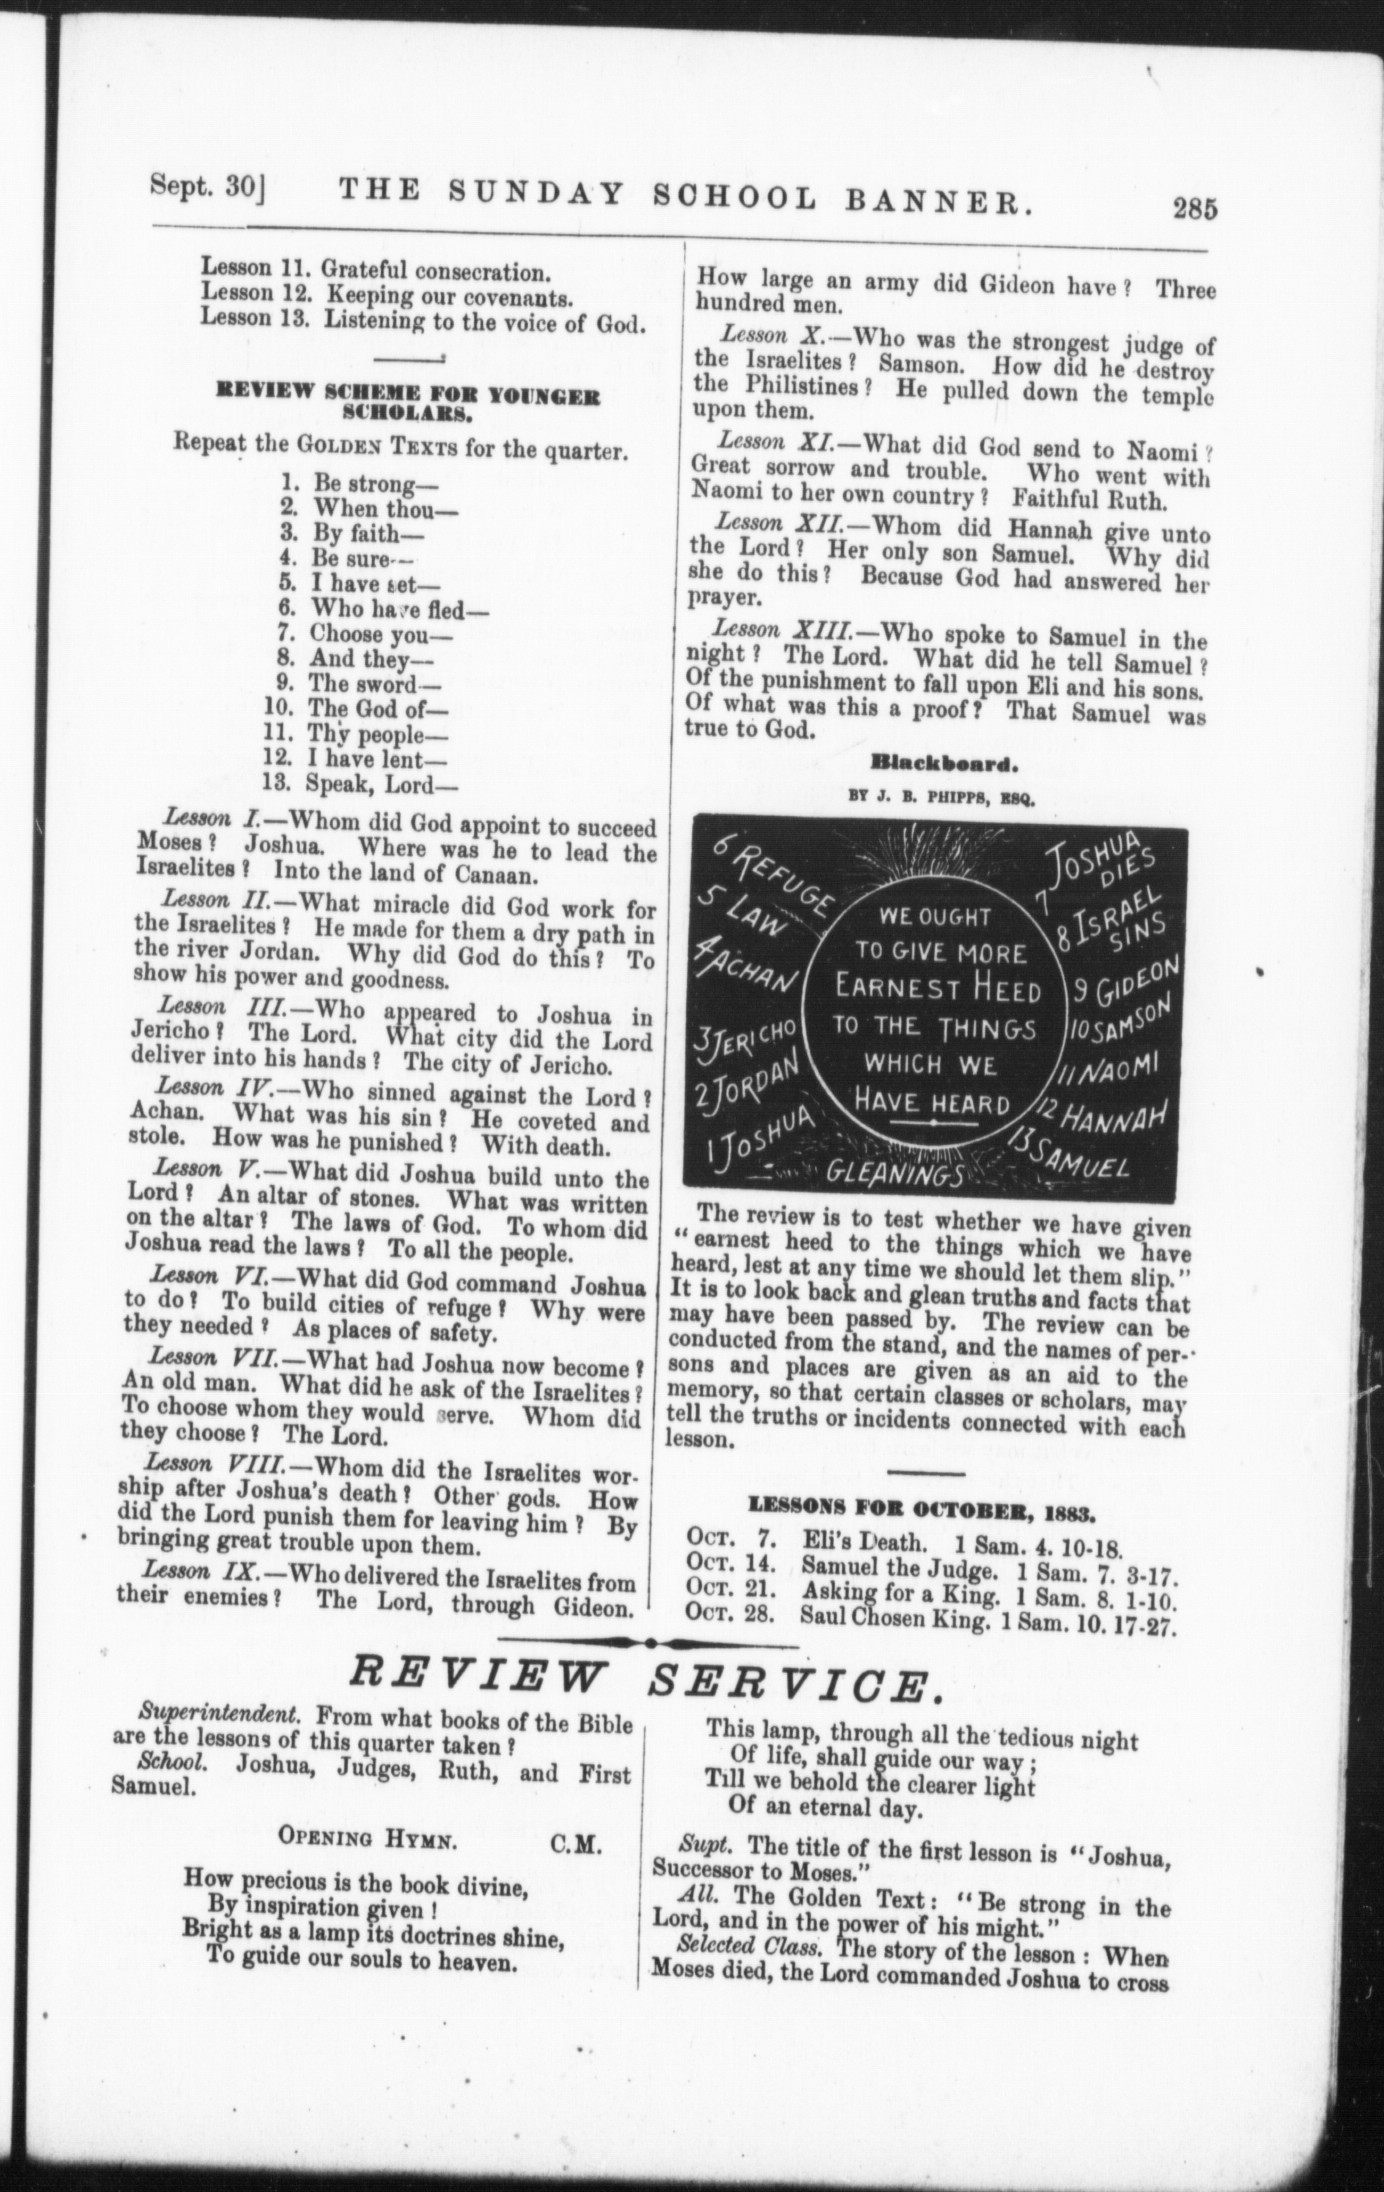 Sept. 30] THE SUNDAY SCHOOL BANNER. 285
Lesson 11. Grateful consecration.
Lesson 12. Keeping our covenants.
Lesson 13. Listening to the voice of God.
REVIEW SCHEME FOR YOUNGER
SCHOLARS.
Repeat the GOLDEN TEXTS for the quarter.
1. Be strong—
2. When thou—
3. By faith—
4. Be sure—
5. I have set—
6. Who have fled—
7. Choose you—
8. And they—
9. The sword—
10. The God of—
11. Thy people—
12. I have lent—
13. Speak, Lord—
Lesson I.—Whom did God appoint to succeed
Moses? Joshua. Where was he to lead the
Israelites? Into the land of Canaan.
Lesson II.—What miracle did God work for
the Israelites? He made for them a dry path in
the river Jordan. Why did God do this? To
show his power and goodness.
Lesson III.—Who appeared to Joshua in
Jericho? The Lord. What city did the Lord
deliver into his hands? The city of Jericho.
Lesson IV.—Who sinned against the Lord?
Achan. What was his sin? He coveted and
stole. How was he punished? With death.
Lesson V.—What did Joshua build unto the
Lord? An altar of stones. What was written
on the altar? The laws of God. To whom did
Joshua read the laws? To all the people.
Lesson VI.—What did God command Joshua
to do? To build cities of refuge? Why were
they needed? As places of safety.
Lesson VII.—What had Joshua now become?
An old man. What did he ask of the Israelites?
To choose whom they would serve. Whom did
they choose? The Lord.
Lesson VIII.—Whom did the Israelites wor-
ship after Joshua's death? Other gods. How
did the Lord punish them for leaving him? By
bringing great trouble upon them.
Lesson IX.—Who delivered the Israelites from
their enemies? The Lord, through Gideon.
How large an army did Gideon have? Three
hundred men.
Lesson X.—Who was the strongest judge of
the Israelites? Samson. How did he destroy
the Philistines? He pulled down the temple
upon them.
Lesson XI.—What did God send to Naomi?
Great sorrow and trouble. Who went with
Naomi to her own country? Faithful Ruth.
Lesson XII.—Whom did Hannah give unto
the Lord? Her only son Samuel. Why did
she do this? Because God had answered her
prayer.
Lesson XIII.—Who spoke to Samuel in the
night? The Lord. What did he tell Samuel?
Of the punishment to fall upon Eli and his sons.
Of what was this a proof? That Samuel was
true to God.
Blackboard.
BY J. B. PHIPPS, ESQ.
6 REFUGE
5 LAW
4 ACHAN
3 JERICHO
2 JORDAN
1 JOSHUA
WE OUGHT
TO GIVE MORE
EARNEST HEED
TO THE THINGS
WHICH WE
HAVE HEARD
GLEANINGS
7 JOSHUA
DIES
8 ISRAEL
SINS
9 GIDEON
10 SAMSON
11 NAOMI
12 HANNAH
13 SAMUEL
The review is to test whether we have given
"earnest heed to the things which we have
heard, lest at any time we should let them slip."
It is to look back and glean truths and facts that
may have been passed by. The review can be
conducted from the stand, and the names of per-
sons and places are given as an aid to the
memory, so that certain classes or scholars, may
tell the truths or incidents connected with each
lesson.
LESSONS FOR OCTOBER, 1883.
OCT. 7. Eli's Death. 1 Sam. 4. 10-18.
OCT. 14. Samuel the Judge. 1 Sam. 7. 3-17.
OCT. 21. Asking for a King. 1 Sam. 8. 1-10.
OCT. 28. Saul Chosen King. 1 Sam. 10. 17-27.
REVIEW SERVICE.
Superintendent. From what books of the Bible
are the lessons of this quarter taken?
School. Joshua, Judges, Ruth, and First
Samuel.
OPENING HYMN. C.M.
How precious is the book divine,
By inspiration given!
Bright as a lamp its doctrines shine,
To guide our souls to heaven.
This lamp, through all the tedious night
Of life, shall guide our way;
Till we behold the clearer light
Of an eternal day.
Supt. The title of the first lesson is "Joshua,
Successor to Moses."
All. The Golden Text: "Be strong in the
Lord, and in the power of his might."
Selected Class. The story of the lesson: When
Moses died, the Lord commanded Joshua to cross